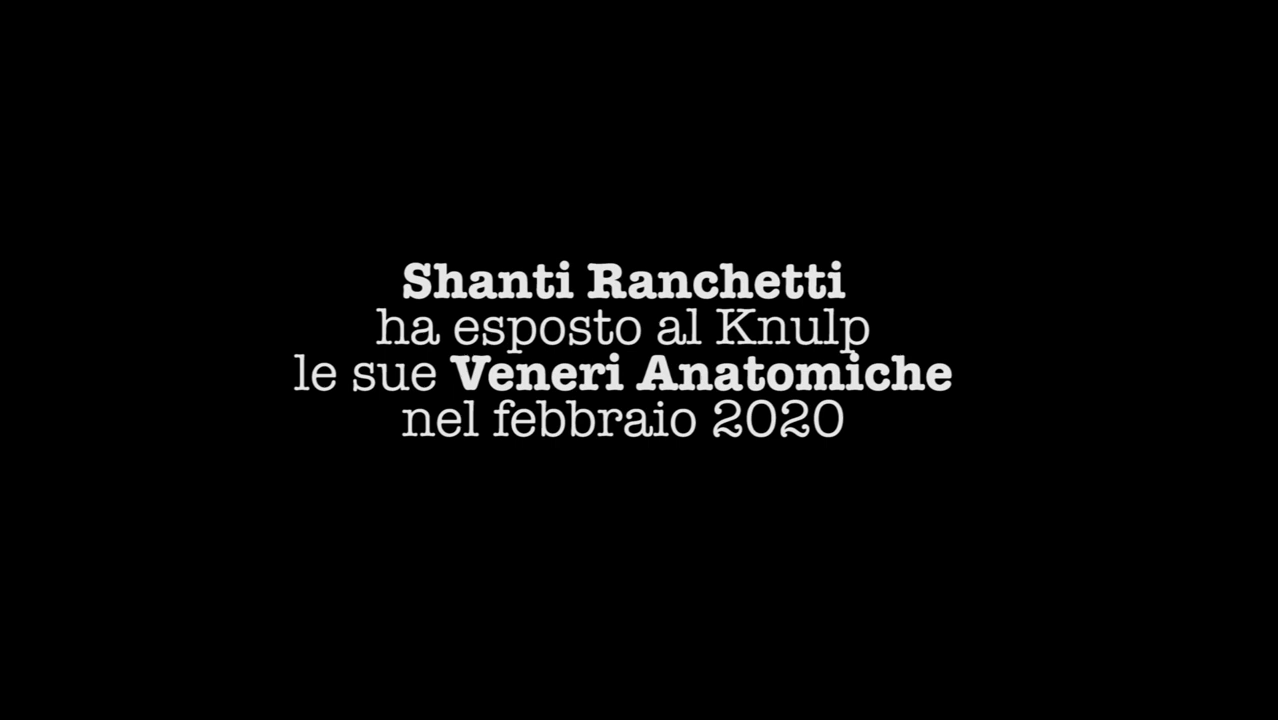 Shanti Ranchetti
ha esposto al Knulp
le sue Veneri Anatomiche
nel febbraio 2020